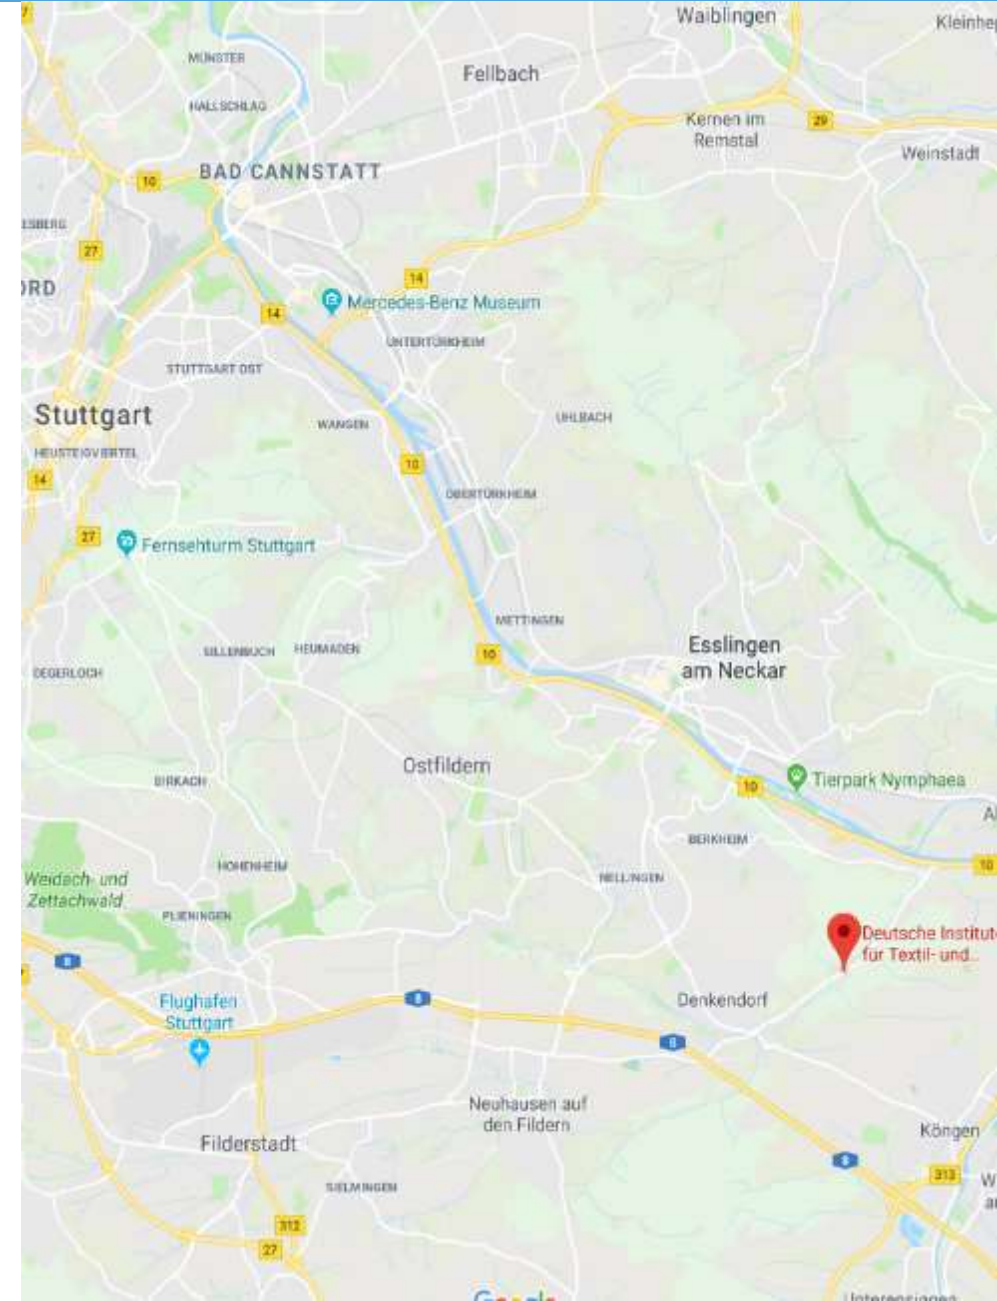 Waiblingen
MÜNSTER
Fellbach
HALLSCHLAG
Kernen im
Remstal
29
Weinstadt
BAD CANNSTATT
10
27
14
Mercedes-Benz Museum
14
UNTERTÜRKHEIM
STUTTGART OST
Stuttgart
WANGEN
UHLBACH
HEUSTEIGVIERTEL
10
14
OBERTÜRKHEIM
27
Fernsehturm Stuttgart
METTINGEN
Esslingen
am Neckar
SILLENBUCH
HEUMADEN
10
DEGERLOCH
Ostfildern
BIRKACH
Tierpark Nymphaea
10
BERKHEIM
10
HOHENHEIM
Weidach- und
Zettachwald
NELLINGEN
PLIENINGEN
Deutsche Institut
für Textil- und...
8
8
Flughafen
Stuttgart
Denkendorf
8
Neuhausen auf
den Fildern
Filderstadt
Köngen
8
313
SIELMINGEN
312
27
Google
Unterensingen